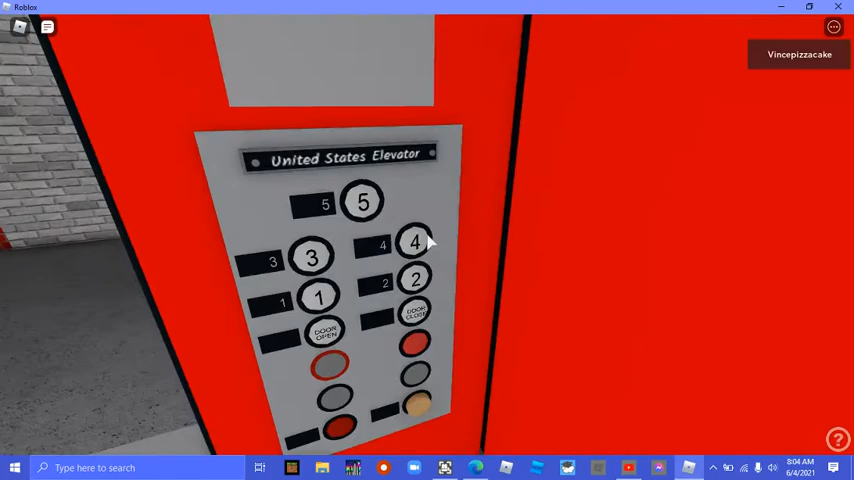 Roblox
Vincepizzacake
United States Elevator
5 5
4 4
3 3
2 2
1 1
DOOR OPEN
DOOR CLOSE
?
Type here to search
8:04 AM
6/4/2021